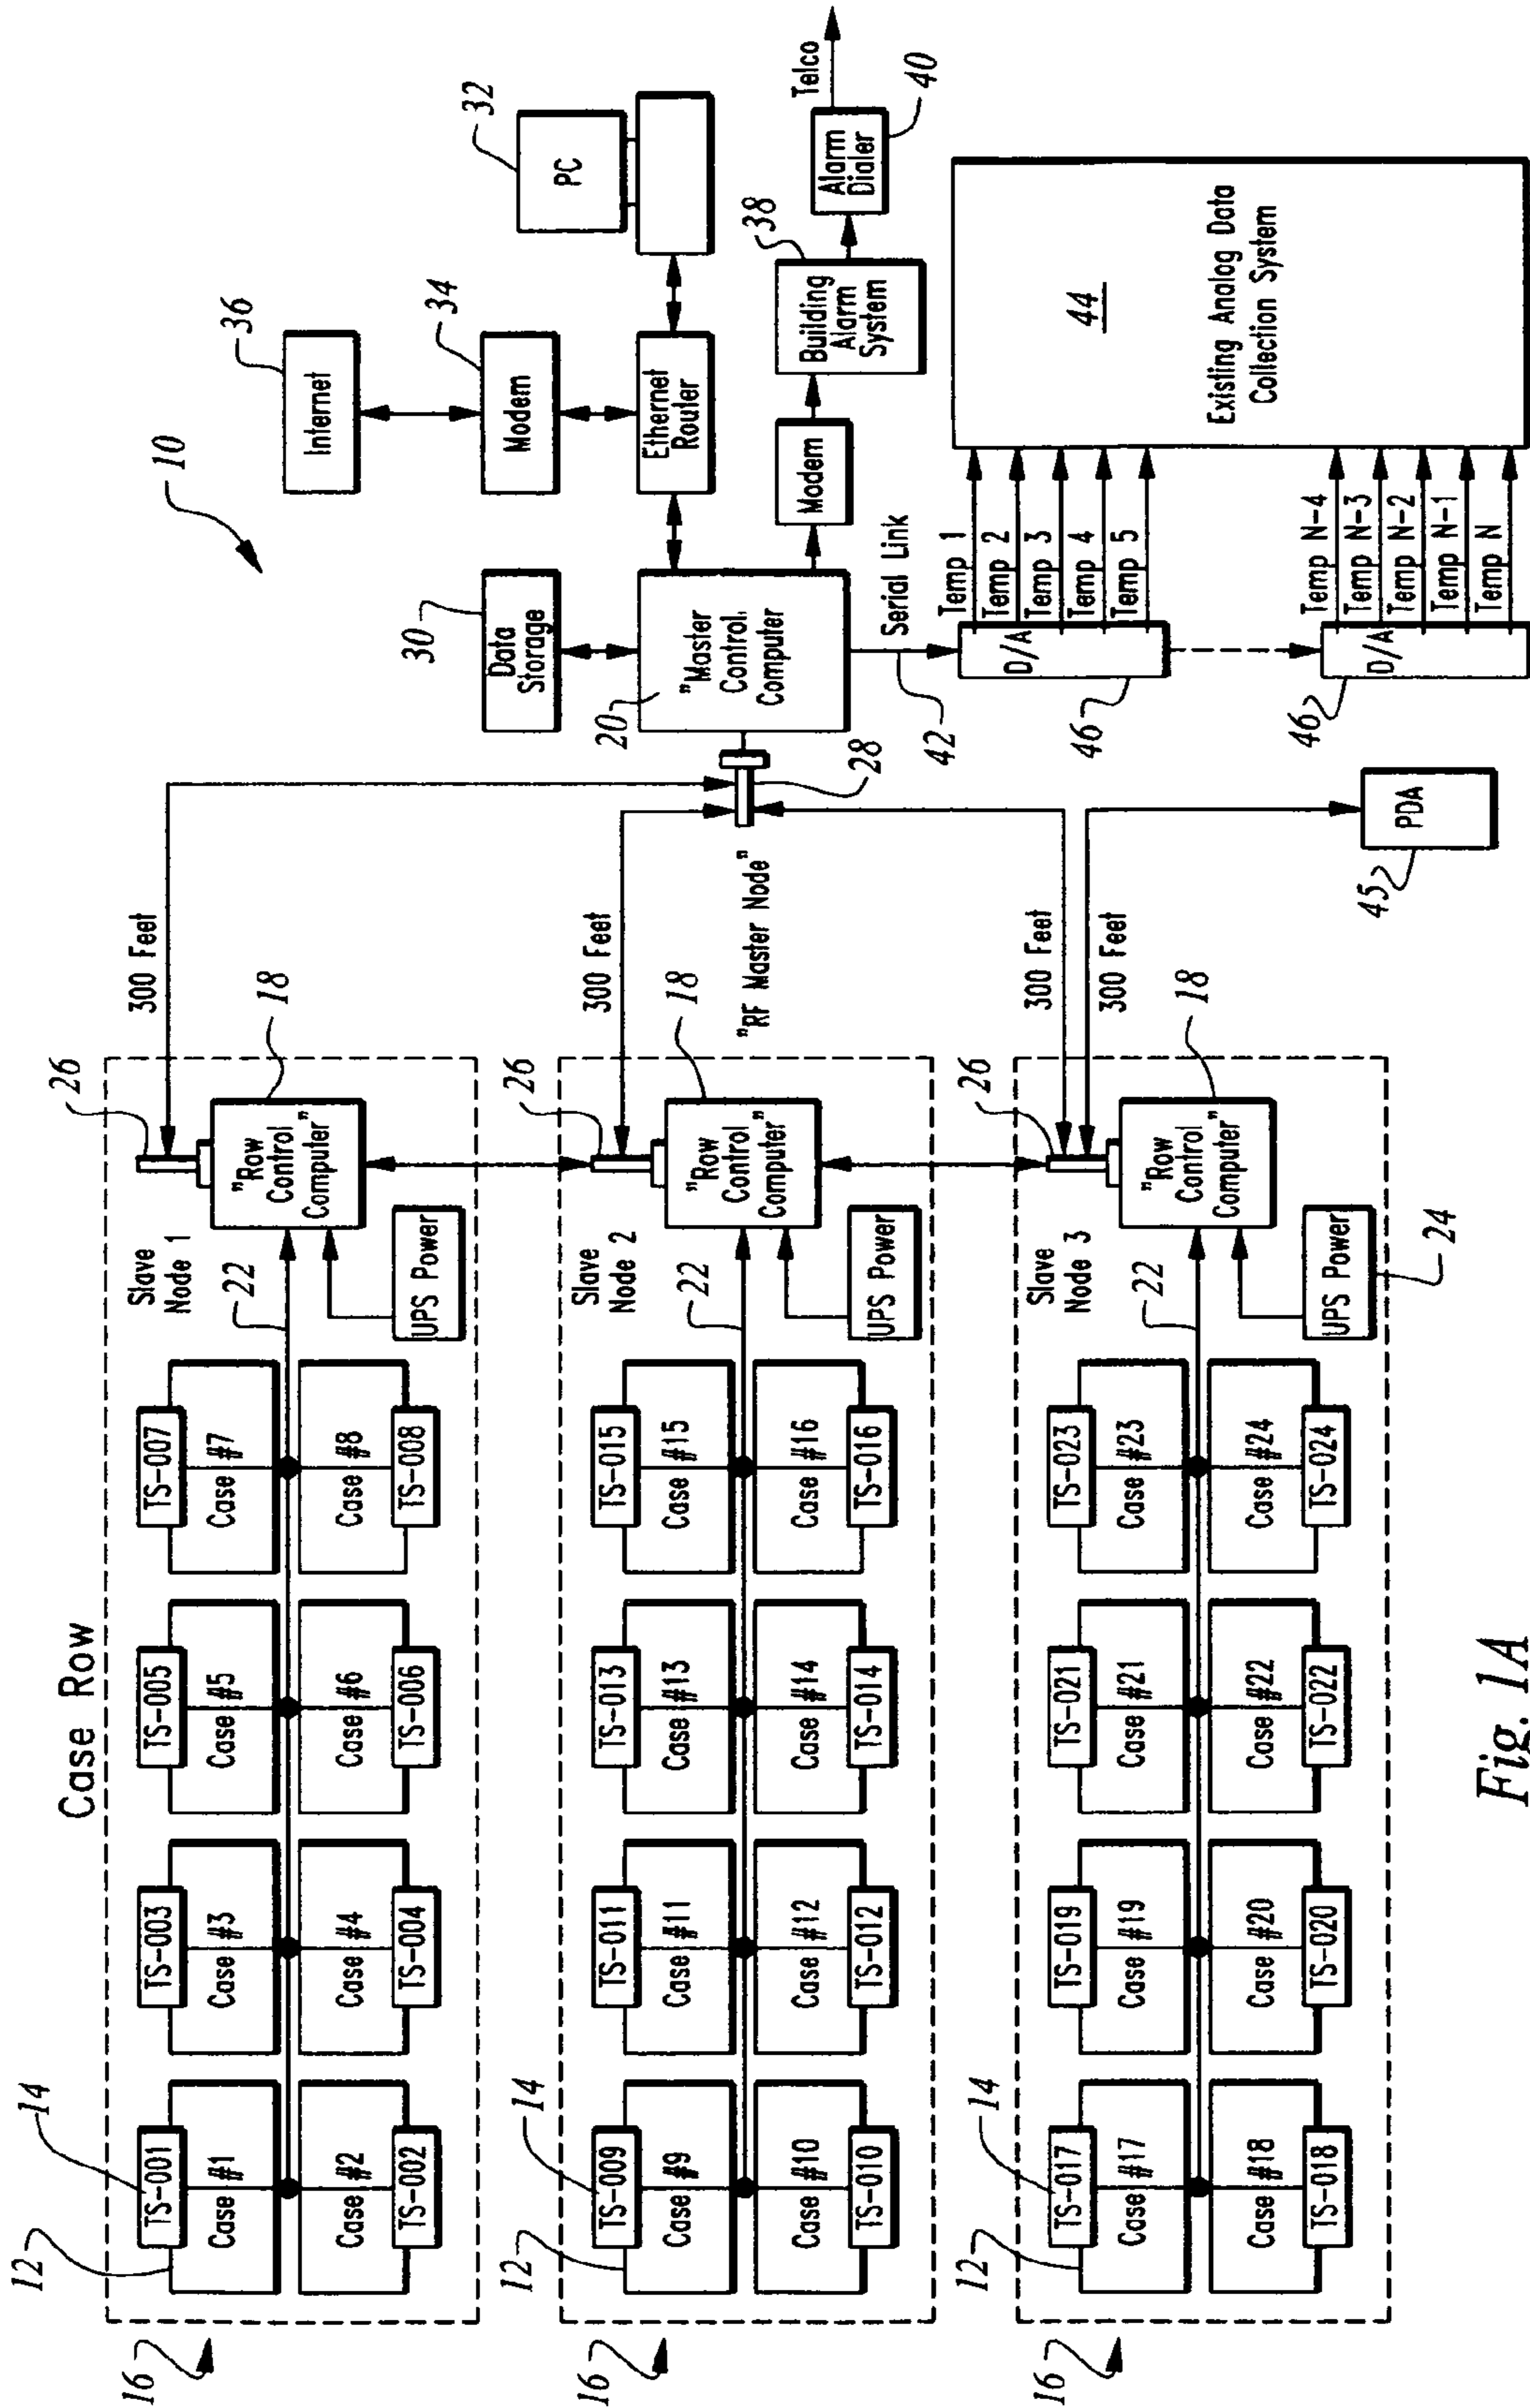 Case Row
16
12
14
TS-001
Case #1
Case #2
TS-002
TS-003
Case #3
Case #4
TS-004
TS-005
Case #5
Case #6
TS-006
TS-007
Case #7
Case #8
TS-008
Slave
Node 1
22
UPS Power
26
"Row
Control
Computer"
18
300 Feet
16
12
14
TS-009
Case #9
Case #10
TS-010
TS-011
Case #11
Case #12
TS-012
TS-013
Case #13
Case #14
TS-014
TS-015
Case #15
Case #16
TS-016
Slave
Node 2
22
UPS Power
26
"Row
Control
Computer"
18
300 Feet
"RF Master Node"
16
12
14
TS-017
Case #17
Case #18
TS-018
TS-019
Case #19
Case #20
TS-020
TS-021
Case #21
Case #22
TS-022
TS-023
Case #23
Case #24
TS-024
Slave
Node 3
22
UPS Power
24
26
"Row
Control
Computer"
18
300 Feet
300 Feet
PDA
45
10
28
20
"Master
Control
Computer
30
Data
Storage
Internet
36
Modem
34
Ethernet
Router
PC
32
Modem
Building
Alarm
System
38
Alarm
Dialer
40
Telco
Serial Link
42
D/A
46
Temp 1
Temp 2
Temp 3
Temp 4
Temp 5
D/A
46
Temp N-4
Temp N-3
Temp N-2
Temp N-1
Temp N
44
Existing Analog Data
Collection System
Fig. 1A